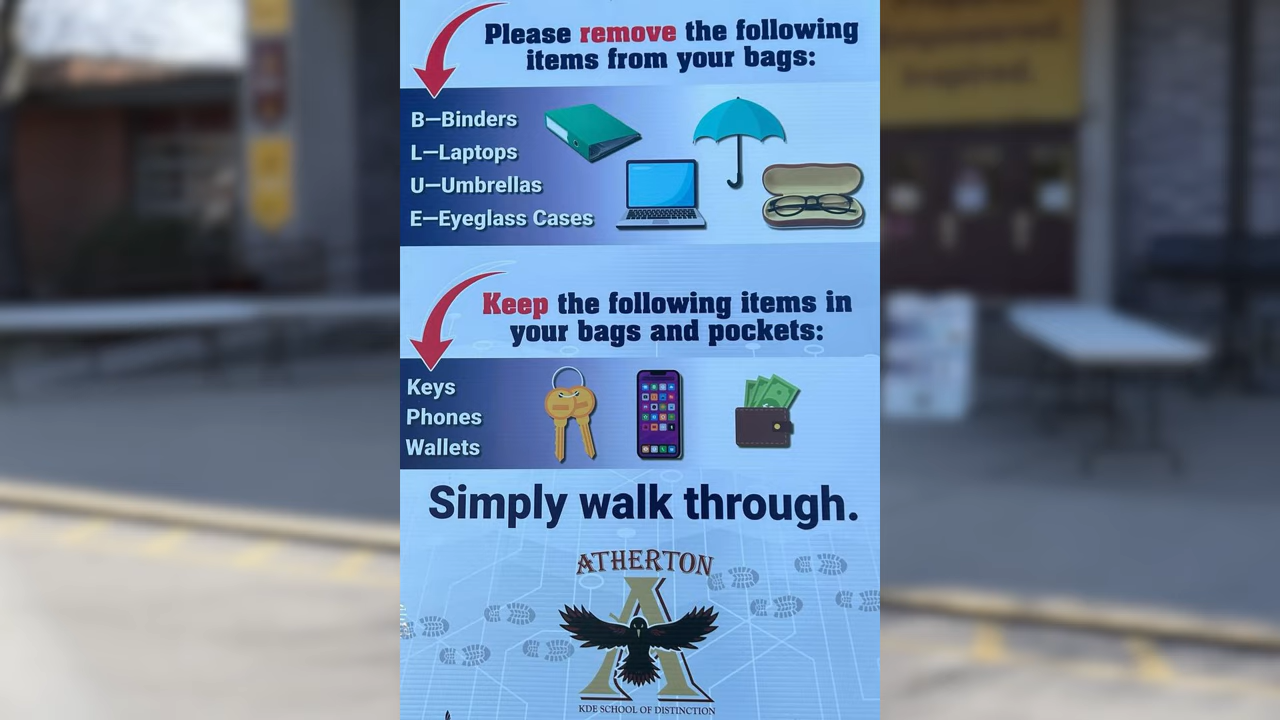 Please remove the following
items from your bags:
B—Binders
L—Laptops
U—Umbrellas
E—Eyeglass Cases
Keep the following items in
your bags and pockets:
Keys
Phones
Wallets
Simply walk through.
ATHERTON
A
KDE SCHOOL OF DISTINCTION